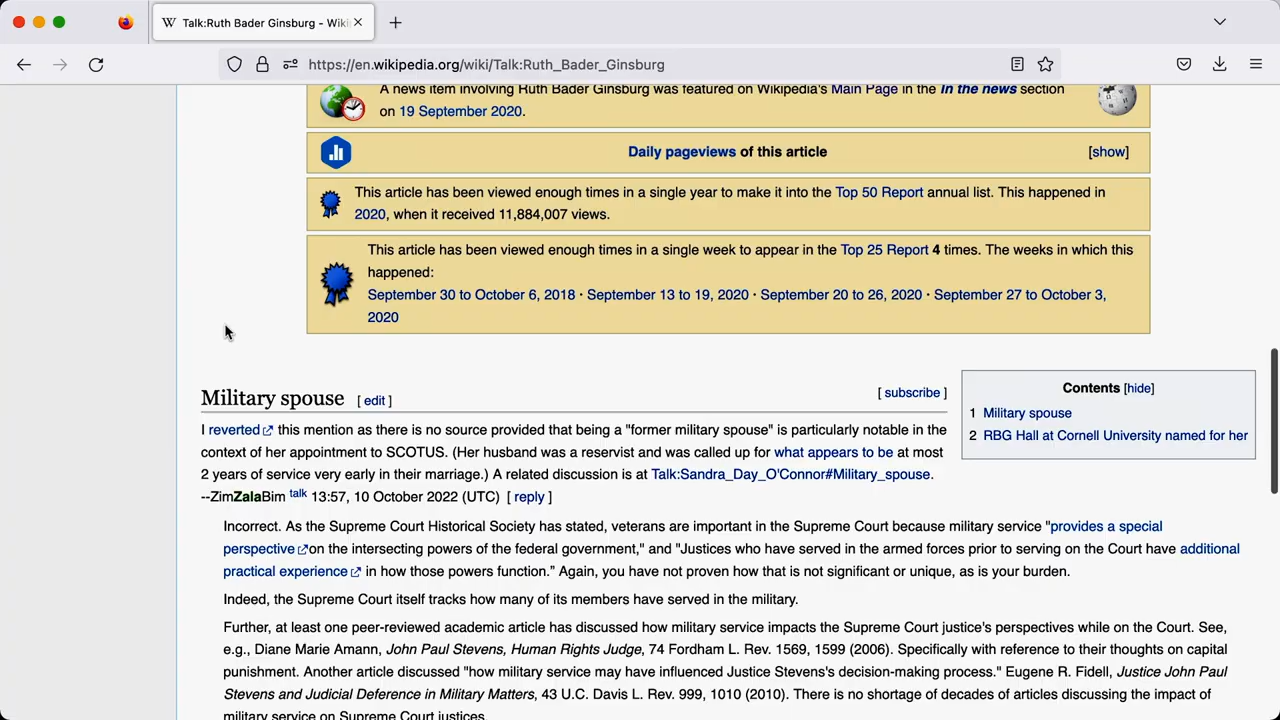 Talk:Ruth Bader Ginsburg - Wiki
https://en.wikipedia.org/wiki/Talk:Ruth_Bader_Ginsburg
A news item involving Ruth Bader Ginsburg was featured on Wikipedia's Main Page in the In the news section
on 19 September 2020.
Daily pageviews of this article [show]
This article has been viewed enough times in a single year to make it into the Top 50 Report annual list. This happened in
2020, when it received 11,884,007 views.
This article has been viewed enough times in a single week to appear in the Top 25 Report 4 times. The weeks in which this
happened:
September 30 to October 6, 2018 · September 13 to 19, 2020 · September 20 to 26, 2020 · September 27 to October 3,
2020
Military spouse [ edit ] [ subscribe ]
Contents [hide]
1 Military spouse
2 RBG Hall at Cornell University named for her
I reverted this mention as there is no source provided that being a "former military spouse" is particularly notable in the
context of her appointment to SCOTUS. (Her husband was a reservist and was called up for what appears to be at most
2 years of service very early in their marriage.) A related discussion is at Talk:Sandra_Day_O'Connor#Military_spouse.
--ZimZalaBim talk 13:57, 10 October 2022 (UTC) [ reply ]
Incorrect. As the Supreme Court Historical Society has stated, veterans are important in the Supreme Court because military service "provides a special
perspective on the intersecting powers of the federal government," and "Justices who have served in the armed forces prior to serving on the Court have additional
practical experience in how those powers function." Again, you have not proven how that is not significant or unique, as is your burden.
Indeed, the Supreme Court itself tracks how many of its members have served in the military.
Further, at least one peer-reviewed academic article has discussed how military service impacts the Supreme Court justice's perspectives while on the Court. See,
e.g., Diane Marie Amann, John Paul Stevens, Human Rights Judge, 74 Fordham L. Rev. 1569, 1599 (2006). Specifically with reference to their thoughts on capital
punishment. Another article discussed "how military service may have influenced Justice Stevens's decision-making process." Eugene R. Fidell, Justice John Paul
Stevens and Judicial Deference in Military Matters, 43 U.C. Davis L. Rev. 999, 1010 (2010). There is no shortage of decades of articles discussing the impact of
military service on Supreme Court justices.